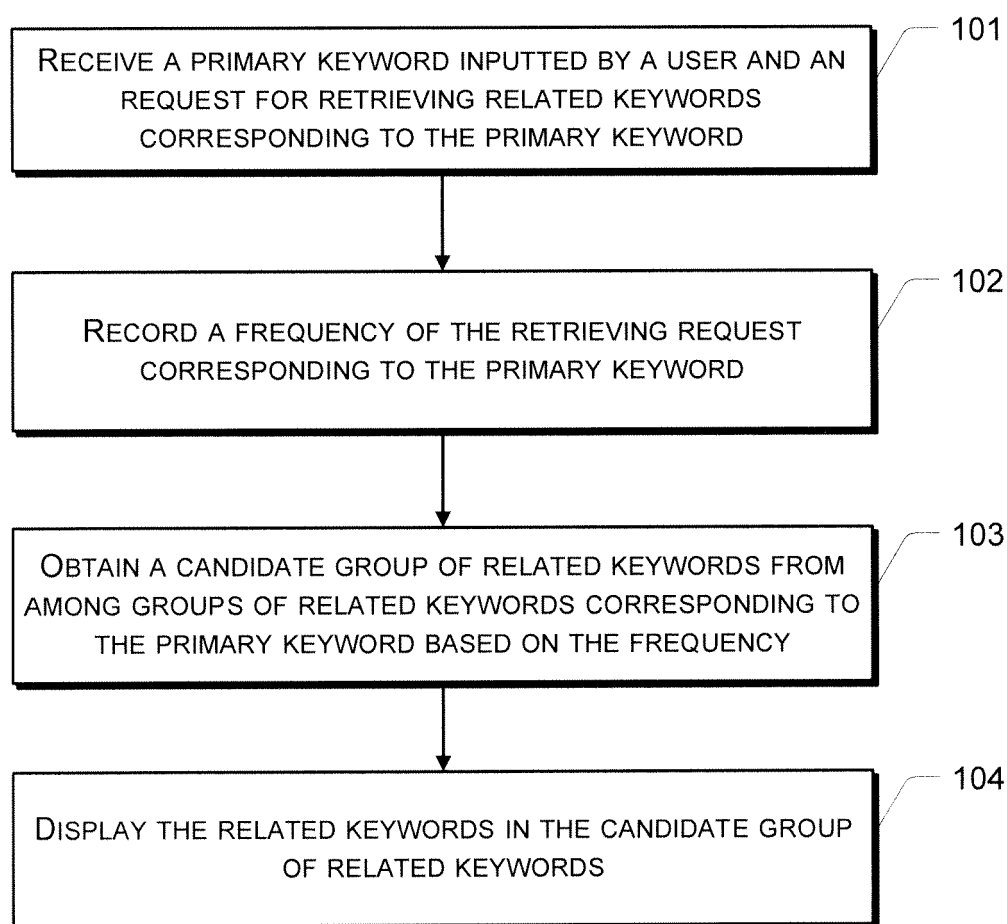 101
RECEIVE A PRIMARY KEYWORD INPUTTED BY A USER AND AN
REQUEST FOR RETRIEVING RELATED KEYWORDS
CORRESPONDING TO THE PRIMARY KEYWORD
102
RECORD A FREQUENCY OF THE RETRIEVING REQUEST
CORRESPONDING TO THE PRIMARY KEYWORD
103
OBTAIN A CANDIDATE GROUP OF RELATED KEYWORDS FROM
AMONG GROUPS OF RELATED KEYWORDS CORRESPONDING TO
THE PRIMARY KEYWORD BASED ON THE FREQUENCY
104
DISPLAY THE RELATED KEYWORDS IN THE CANDIDATE GROUP
OF RELATED KEYWORDS